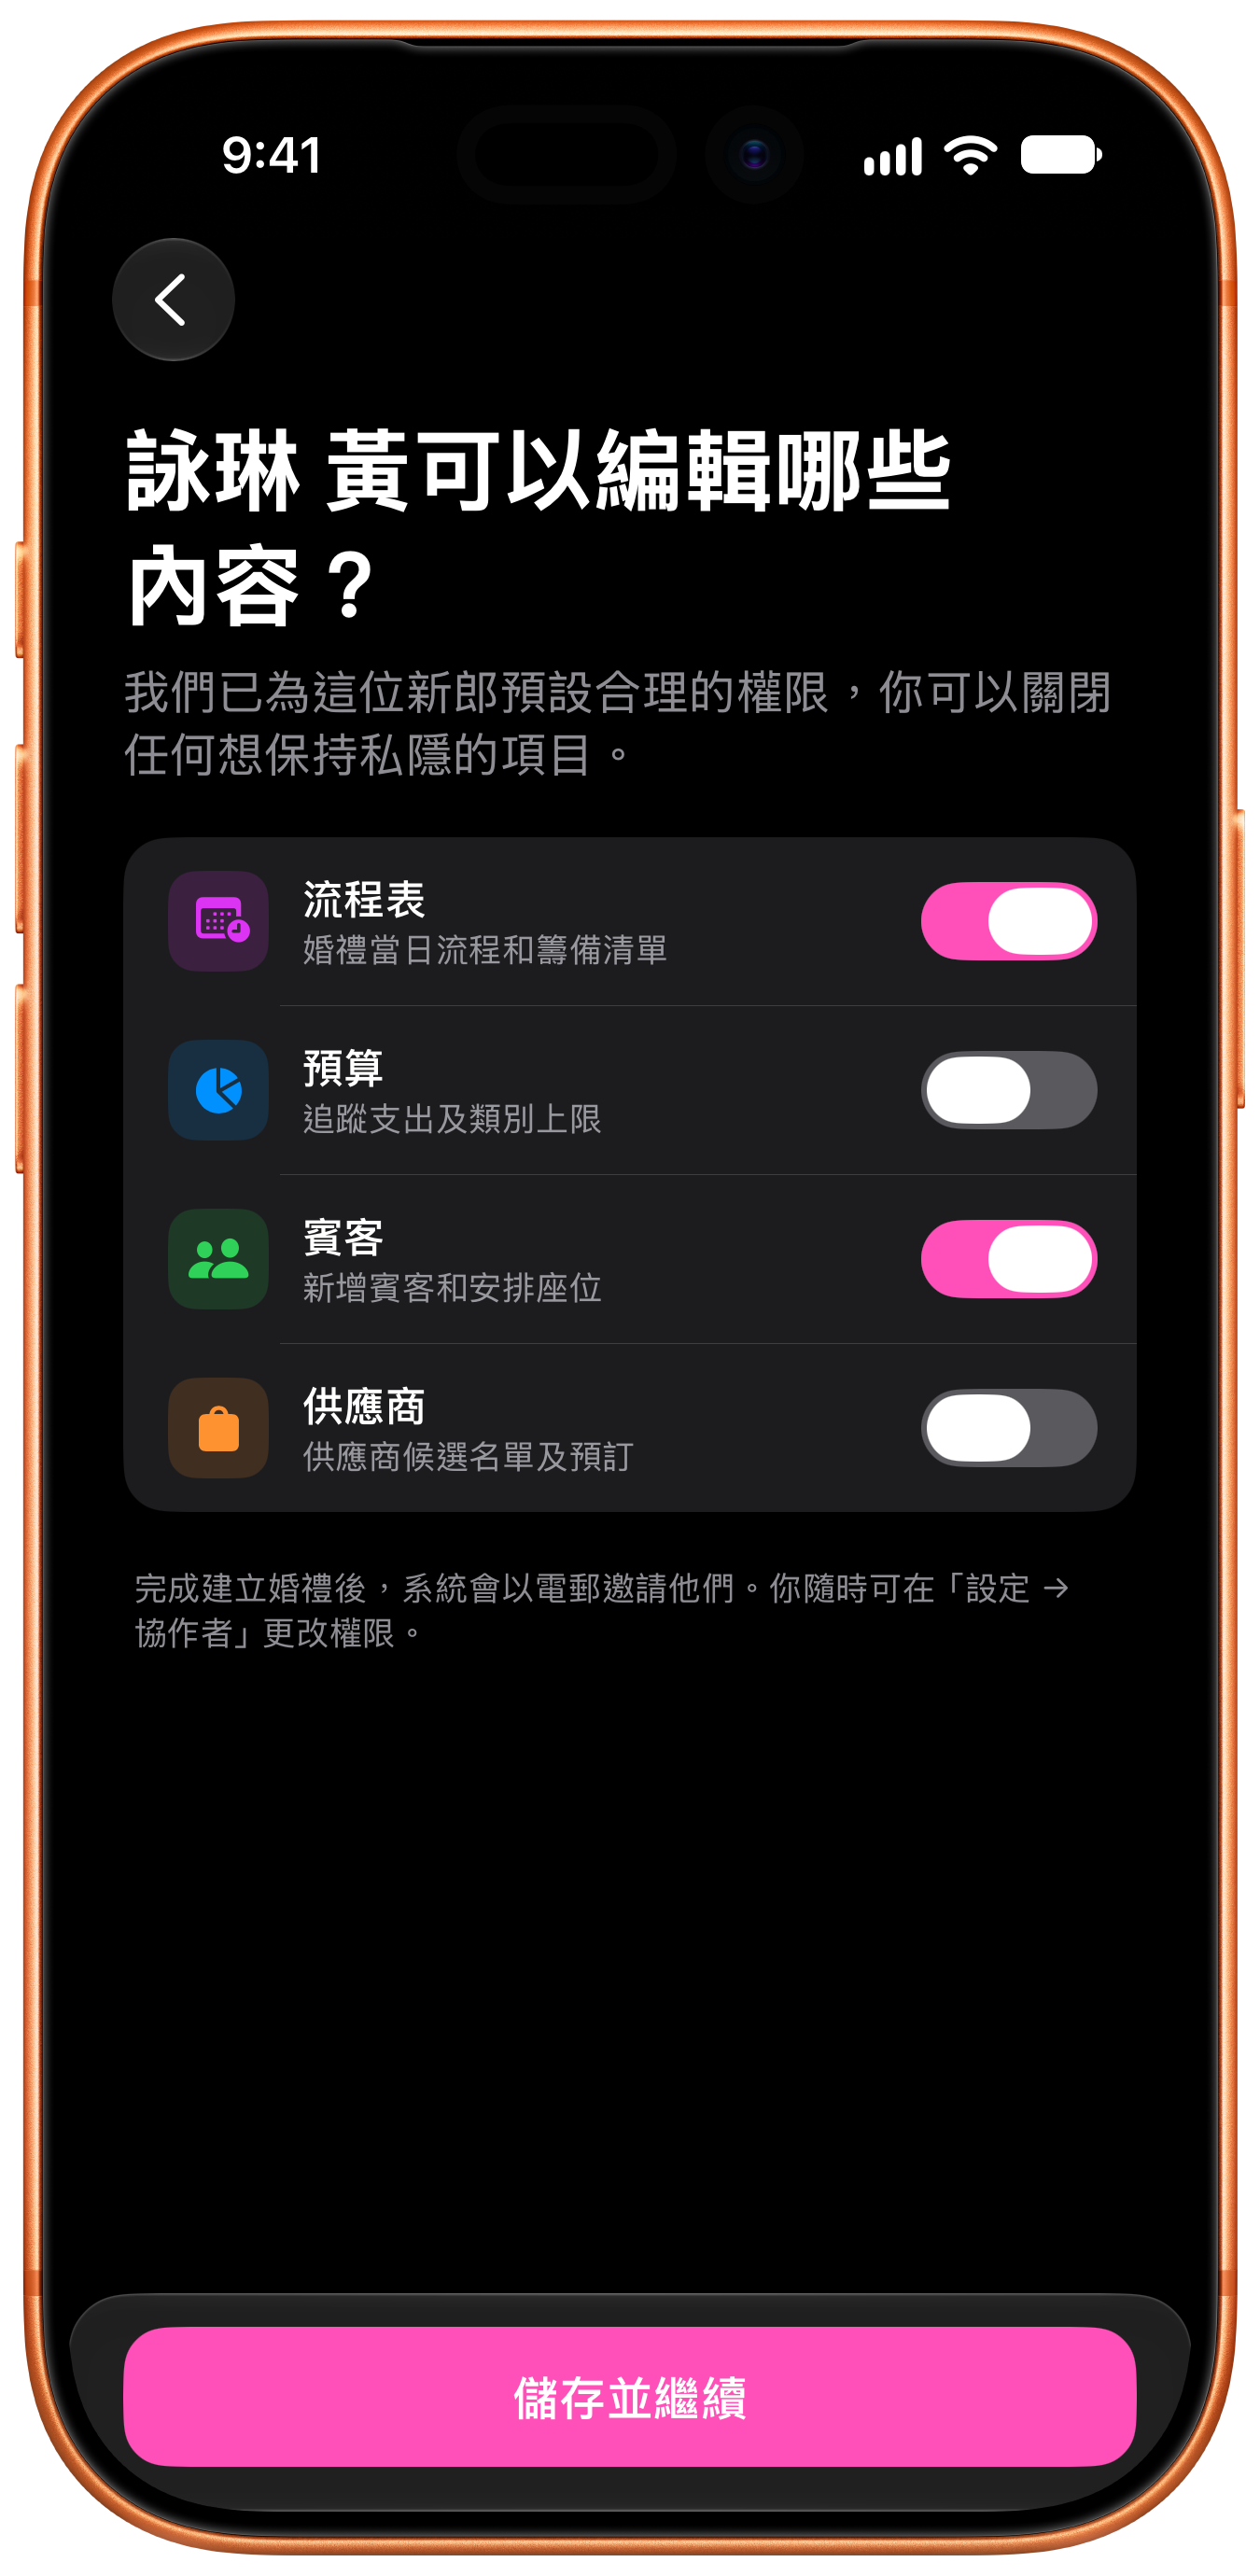 9:41
詠琳 黃可以編輯哪些
內容？
我們已為這位新郎預設合理的權限，你可以關閉
任何想保持私隱的項目。
流程表
婚禮當日流程和籌備清單
預算
追蹤支出及類別上限
賓客
新增賓客和安排座位
供應商
供應商候選名單及預訂
完成建立婚禮後，系統會以電郵邀請他們。你隨時可在「設定 →
協作者」更改權限。
儲存並繼續